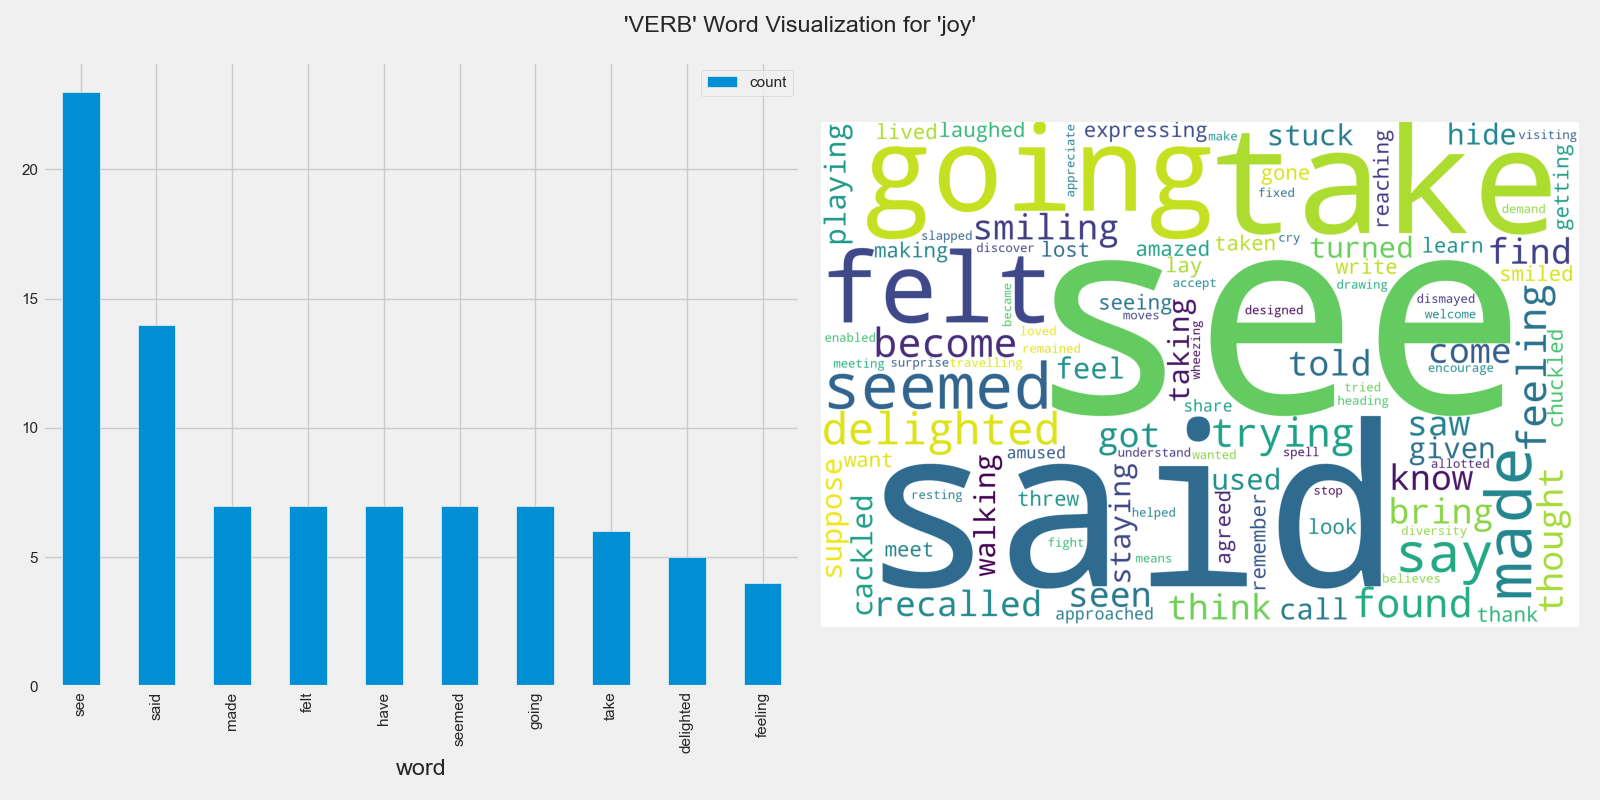 'VERB' Word Visualization for 'joy'
count
20
15
10
5
0
see
said
made
felt
have
seemed
going
take
delighted
feeling
word
playing
lived
laughed
appreciate
expressing
make
stuck
reaching
hide
visiting
going
take
gone
fixed
getting
demand
slapped
smiling
making
discover
lost
amazed
taken
cry
turned
learn
find
smiled
felt
see
lay
write
accept
drawing
became
seeing
moves
taking
designed
dismayed
welcome
feeling
enabled
become
loved
remained
wheezing
told
come
encourage
chuckled
meeting
surprise
travelling
feel
seemed
tried
heading
share
delighted
got
trying
saw
given
want
amused
understand
wanted
spell
allotted
suppose
walking
said
used
know
made
thought
cackled
resting
threw
staying
helped
agreed
remember
stop
look
bring
diversity
meet
fight
means
say
believes
recalled
seen
approached
think
call
found
thank